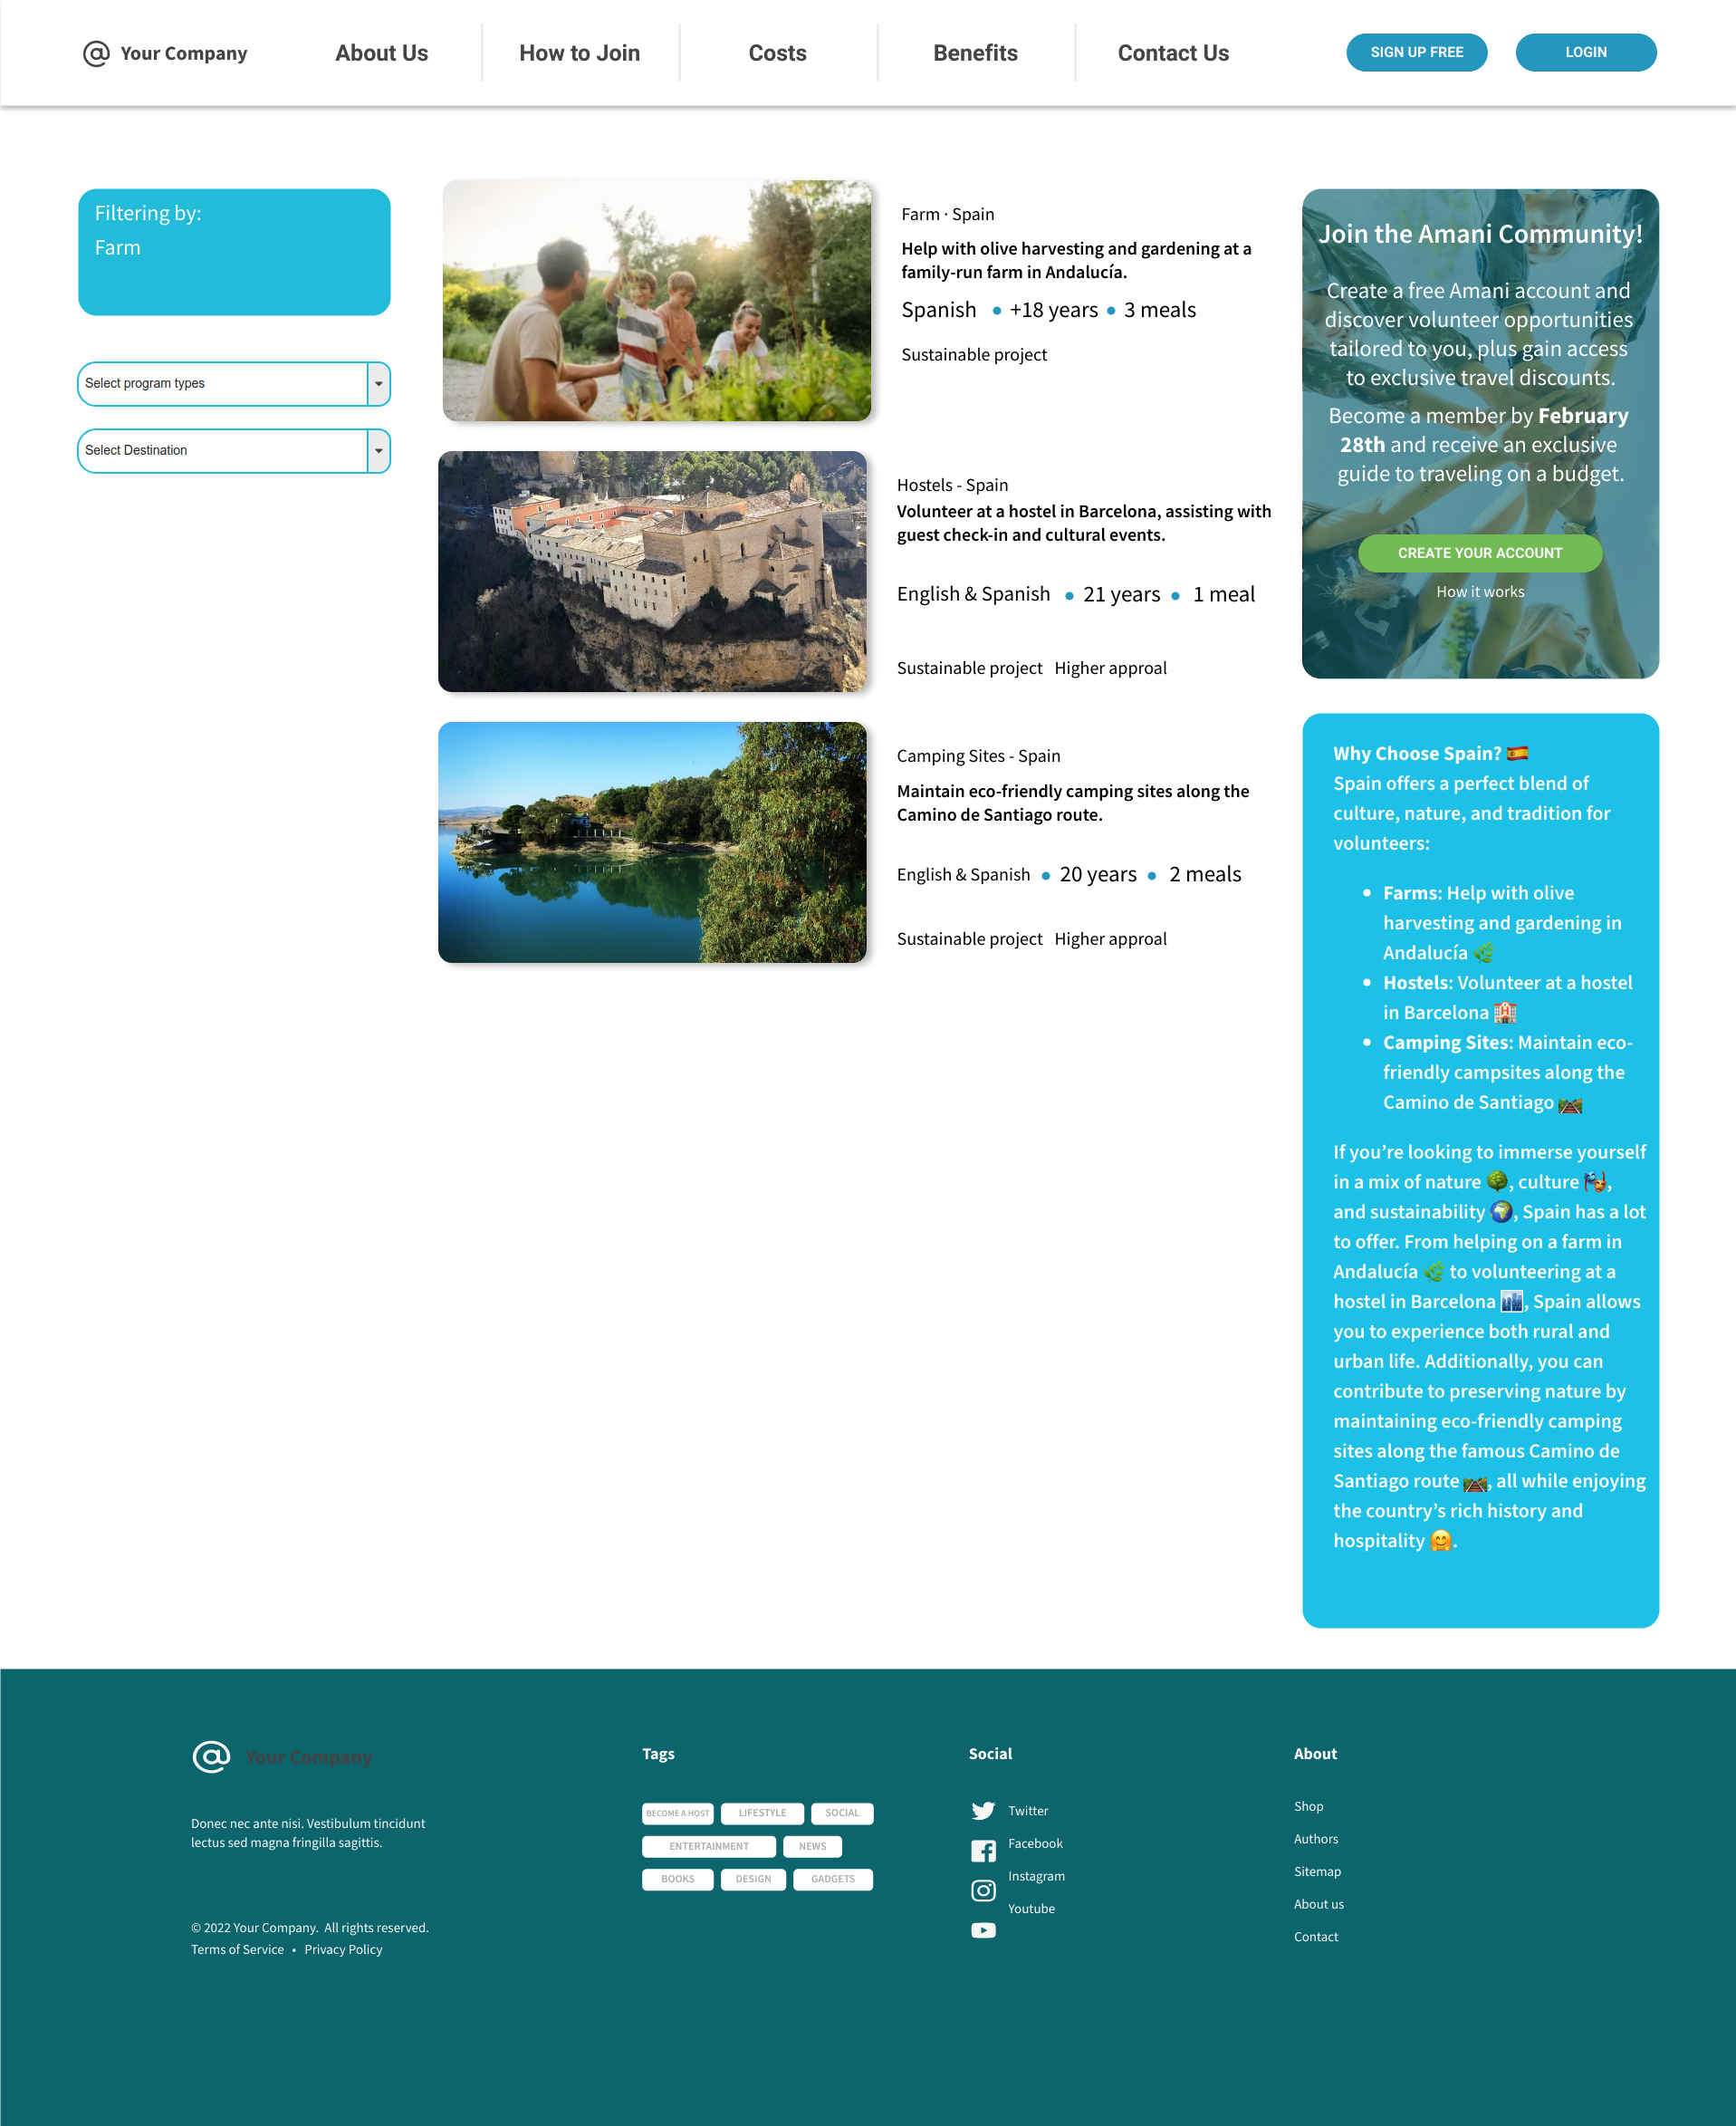 Your Company
About Us
How to Join
Costs
Benefits
Contact Us
SIGN UP FREE
LOGIN
Filtering by:
Farm
Select program types
Select Destination
Farm · Spain
Help with olive harvesting and gardening at a
family-run farm in Andalucía.
Spanish • +18 years • 3 meals
Sustainable project
Hostels - Spain
Volunteer at a hostel in Barcelona, assisting with
guest check-in and cultural events.
English & Spanish • 21 years • 1 meal
Sustainable project Higher approal
Camping Sites - Spain
Maintain eco-friendly camping sites along the
Camino de Santiago route.
English & Spanish • 20 years • 2 meals
Sustainable project Higher approal
Join the Amani Community!
Create a free Amani account and
discover volunteer opportunities
tailored to you, plus gain access
to exclusive travel discounts.
Become a member by February
28th and receive an exclusive
guide to traveling on a budget.
CREATE YOUR ACCOUNT
How it works
Why Choose Spain? 🇪🇸
Spain offers a perfect blend of
culture, nature, and tradition for
volunteers:
• Farms: Help with olive
harvesting and gardening in
Andalucía 🌿
• Hostels: Volunteer at a hostel
in Barcelona 🏨
• Camping Sites: Maintain eco-
friendly campsites along the
Camino de Santiago 🛤️
If you’re looking to immerse yourself
in a mix of nature 🌳, culture 🎭,
and sustainability 🌍, Spain has a lot
to offer. From helping on a farm in
Andalucía 🌿 to volunteering at a
hostel in Barcelona 🏙️, Spain allows
you to experience both rural and
urban life. Additionally, you can
contribute to preserving nature by
maintaining eco-friendly camping
sites along the famous Camino de
Santiago route 🛤️, all while enjoying
the country’s rich history and
hospitality 🤗.
Your Company
Donec nec ante nisi. Vestibulum tincidunt
lectus sed magna fringilla sagittis.
© 2022 Your Company. All rights reserved.
Terms of Service • Privacy Policy
Tags
BECOME A HOST
LIFESTYLE
SOCIAL
ENTERTAINMENT
NEWS
BOOKS
DESIGN
GADGETS
Social
Twitter
Facebook
Instagram
Youtube
About
Shop
Authors
Sitemap
About us
Contact